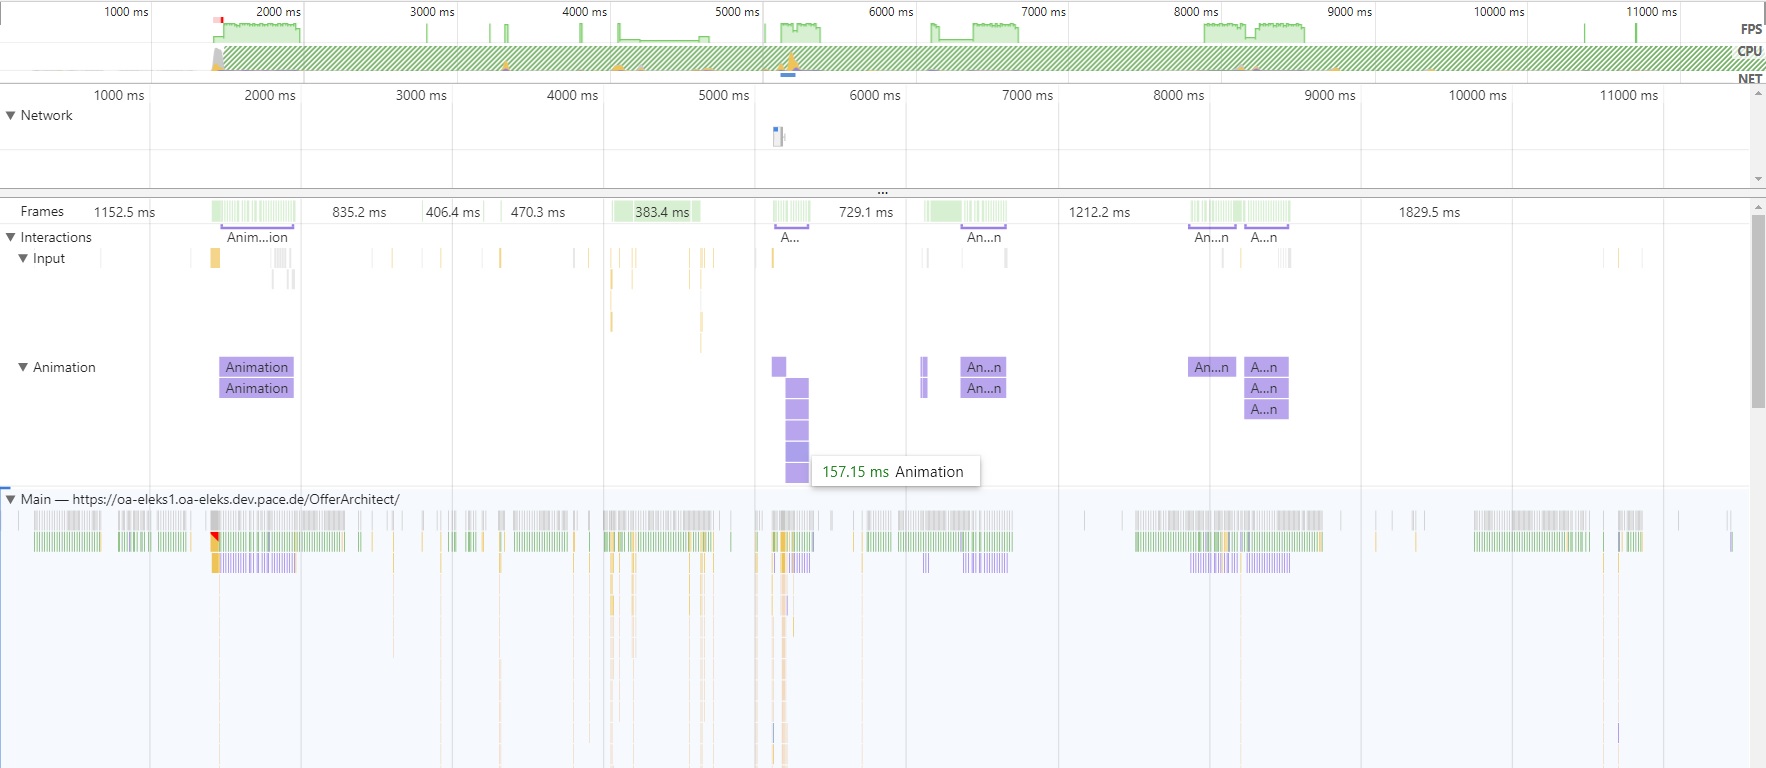 1000 ms 2000 ms 3000 ms 4000 ms 5000 ms 6000 ms 7000 ms 8000 ms 9000 ms 10000 ms 11000 ms
FPS
CPU
NET
1000 ms 2000 ms 3000 ms 4000 ms 5000 ms 6000 ms 7000 ms 8000 ms 9000 ms 10000 ms 11000 ms
▼ Network
...
Frames 1152.5 ms 835.2 ms 406.4 ms 470.3 ms 383.4 ms 729.1 ms 1212.2 ms 1829.5 ms
▼ Interactions Anim...ion A... An...n An...n A...n
▼ Input
▼ Animation Animation An...n An...n A...n
Animation An...n A...n
A...n
157.15 ms Animation
▼ Main — https://oa-eleks1.oa-eleks.dev.pace.de/OfferArchitect/